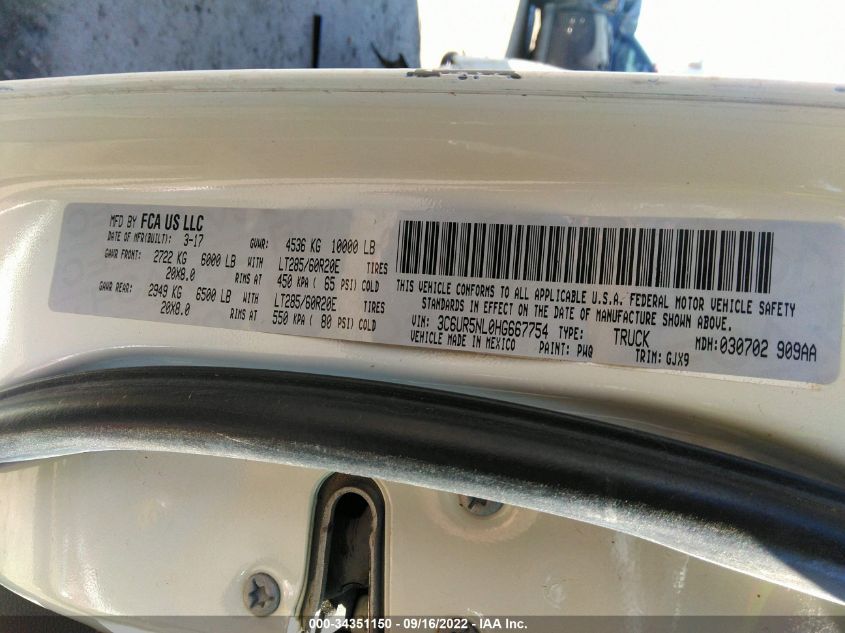 MFD BY FCA US LLC
DATE OF MFR(BUILT): 3-17 GVWR: 4536 KG 10000 LB
GAWR FRONT: 2722 KG 6000 LB WITH LT285/60R20E TIRES
20X8.0 RIMS AT 450 KPA ( 65 PSI) COLD
GAWR REAR: 2949 KG 6500 LB WITH LT285/60R20E TIRES
20X8.0 RIMS AT 550 KPA ( 80 PSI) COLD
THIS VEHICLE CONFORMS TO ALL APPLICABLE U.S.A. FEDERAL MOTOR VEHICLE SAFETY
STANDARDS IN EFFECT ON THE DATE OF MANUFACTURE SHOWN ABOVE.
VIN: 3C6UR5NL0HG667754 TYPE: TRUCK MDH: 030702 909AA
VEHICLE MADE IN MEXICO PAINT: PWQ TRIM: GJX9
000-34351150 - 09/16/2022 - IAA Inc.